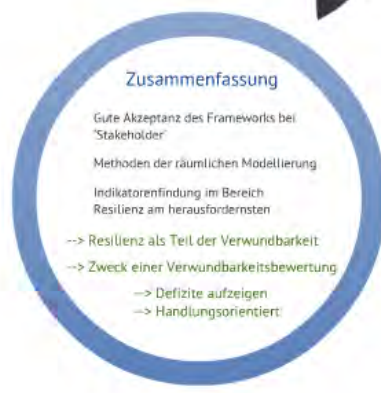 Zusammenfassung
Gute Akzeptanz des Frameworks bei
'Stakeholder'
Methoden der räumlichen Modellierung
Indikatorenfindung im Bereich
Resilienz am herausfordernsten
--> Resilienz als Teil der Verwundbarkeit
--> Zweck einer Verwundbarkeitsbewertung
--> Defizite aufzeigen
--> Handlungsorientiert